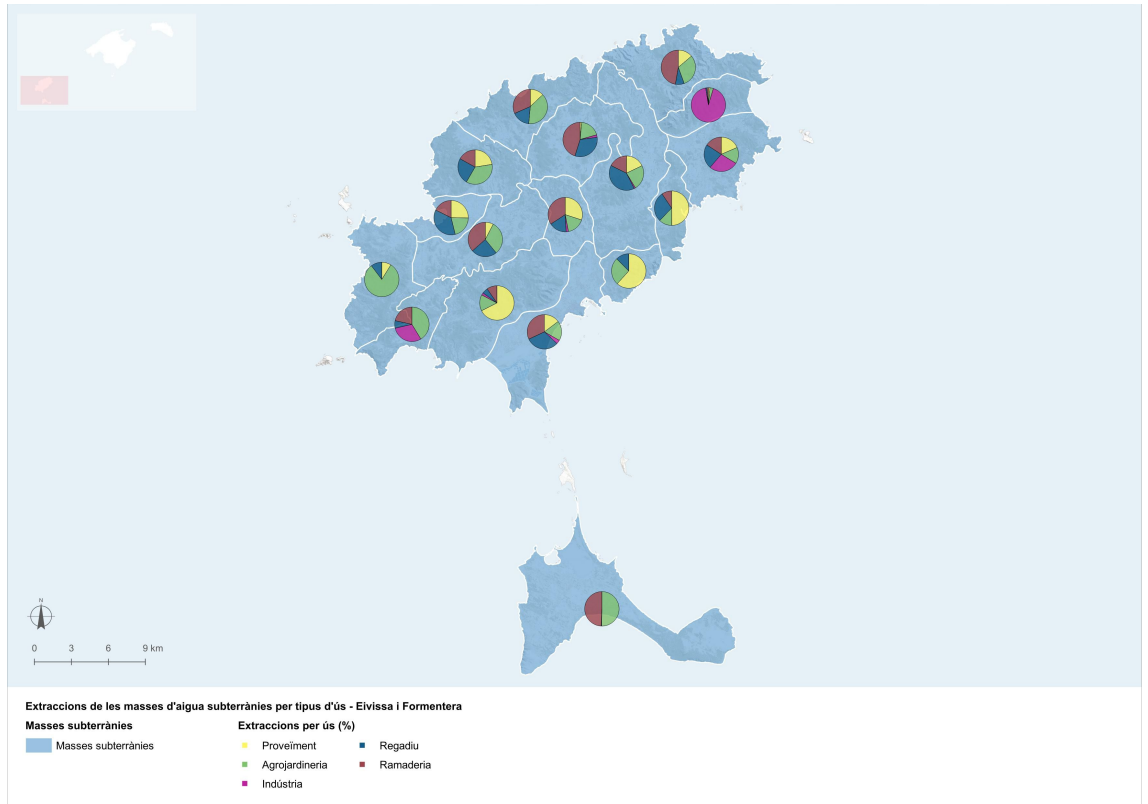 N
0 3 6 9 km
Extraccions de les masses d'aigua subterrànies per tipus d'ús - Eivissa i Formentera
Masses subterrànies
Masses subterrànies
Extraccions per ús (%)
Proveïment
Agrojardineria
Indústria
Regadiu
Ramaderia